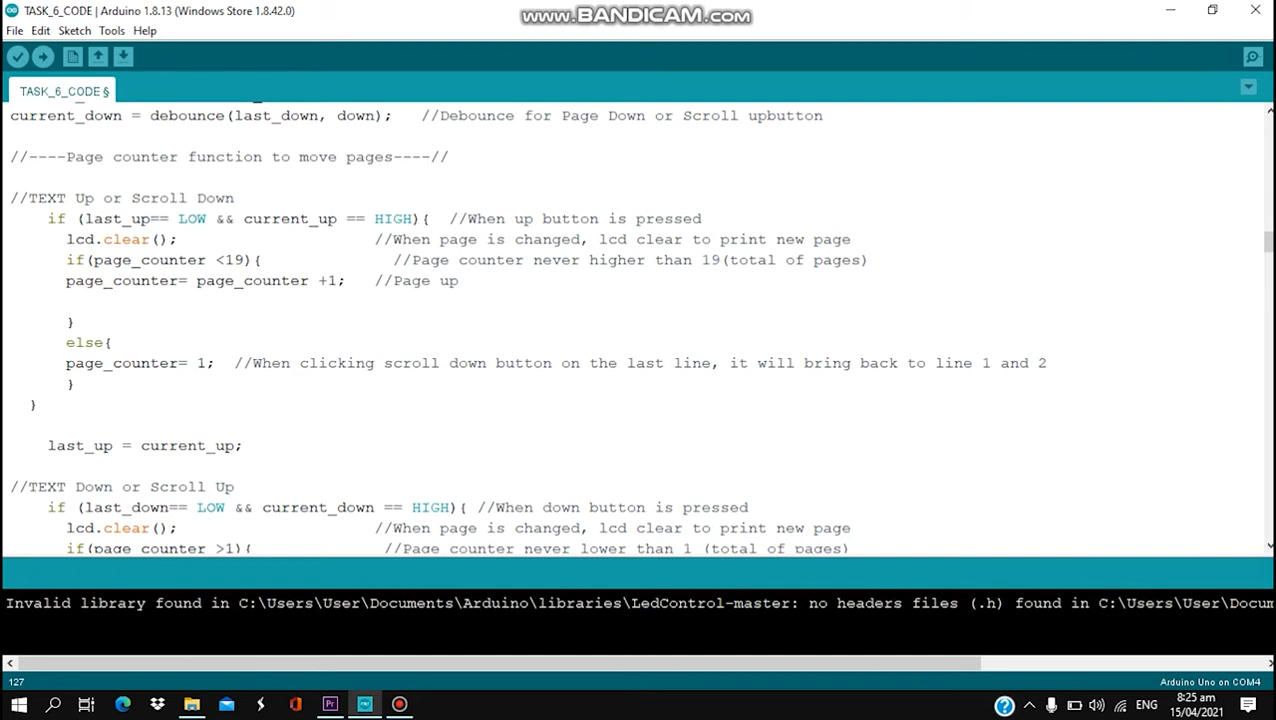 TASK_6_CODE | Arduino 1.8.13 (Windows Store 1.8.42.0)
www.BANDICAM.com
File Edit Sketch Tools Help
TASK_6_CODE §
current_down = debounce(last_down, down); //Debounce for Page Down or Scroll upbutton
//----Page counter function to move pages----//
//TEXT Up or Scroll Down
if (last_up== LOW && current_up == HIGH){ //When up button is pressed
lcd.clear(); //When page is changed, lcd clear to print new page
if(page_counter <19){ //Page counter never higher than 19(total of pages)
page_counter= page_counter +1; //Page up
}
else{
page_counter= 1; //When clicking scroll down button on the last line, it will bring back to line 1 and 2
}
}
last_up = current_up;
//TEXT Down or Scroll Up
if (last_down== LOW && current_down == HIGH){ //When down button is pressed
lcd.clear(); //When page is changed, lcd clear to print new page
if(page_counter >1){ //Page counter never lower than 1 (total of pages)
Invalid library found in C:\Users\User\Documents\Arduino\libraries\LedControl-master: no headers files (.h) found in C:\Users\User\Docum
127
Arduino Uno on COM4
Pr
ENG
8:25 am
15/04/2021